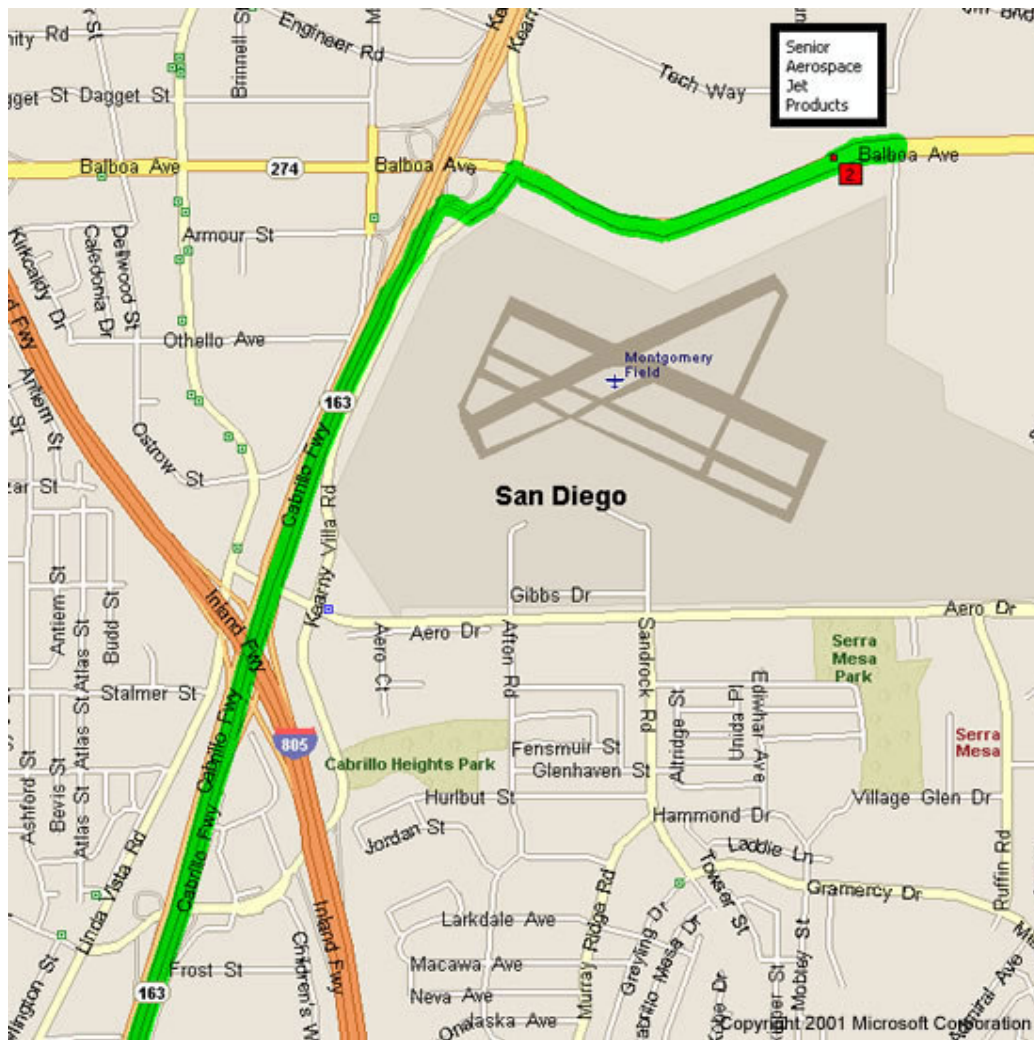 Engineer Rd
Brinnell S
Tech Way
Senior
Aerospace
Jet
Products
Dagget St
Balboa Ave
274
Balboa Ave
Balboa Ave
2
Armour St
Kirkcaldy Dr
Caledonia Dr
Dellwood St
Othello Ave
Montgomery
Field
163
Antiem St
Ostrow St
Cabrillo Fwy
San Diego
Kearny Villa Rd
Gibbs Dr
Aero Dr
Inland Fwy
Antiem St
Atlas St
Budd St
Aero Dr
Aero Ct
Afton Rd
Sandrock Rd
Serra
Mesa
Park
Stalmer St
Cabrillo Fwy
805
Cabrillo Heights Park
Fensmuir St
Glenhaven St
Altridge St
Unida Pl
Ediwhar Ave
Serra
Mesa
Ashford St
Bevis St
Atlas St
Atlas St
Hurlbut St
Village Glen Dr
Hammond Dr
Jordan St
Laddie Ln
Cabrillo Fwy
Linda Vista Rd
Towser St
Gramercy Dr
Ruffin Rd
Larkdale Ave
Murray Ridge Rd
Greyling Dr
Mobley St
Inland Fwy
Children's W
Frost St
Macawa Ave
Neva Ave
163
Admiral Ave
Copyright 2001 Microsoft Corporation